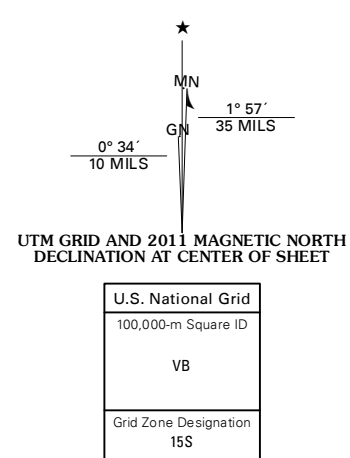 ★
MN
1° 57´
35 MILS
GN
0° 34´
10 MILS
UTM GRID AND 2011 MAGNETIC NORTH
DECLINATION AT CENTER OF SHEET
U.S. National Grid
100,000-m Square ID
VB
Grid Zone Designation
15S